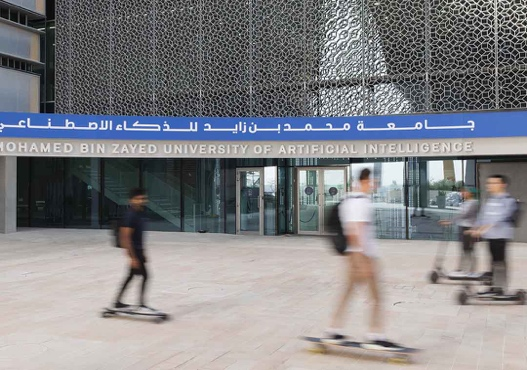 جامعة محمد بن زايد للذكاء الاصطناعي
MOHAMED BIN ZAYED UNIVERSITY OF ARTIFICIAL INTELLIGENCE